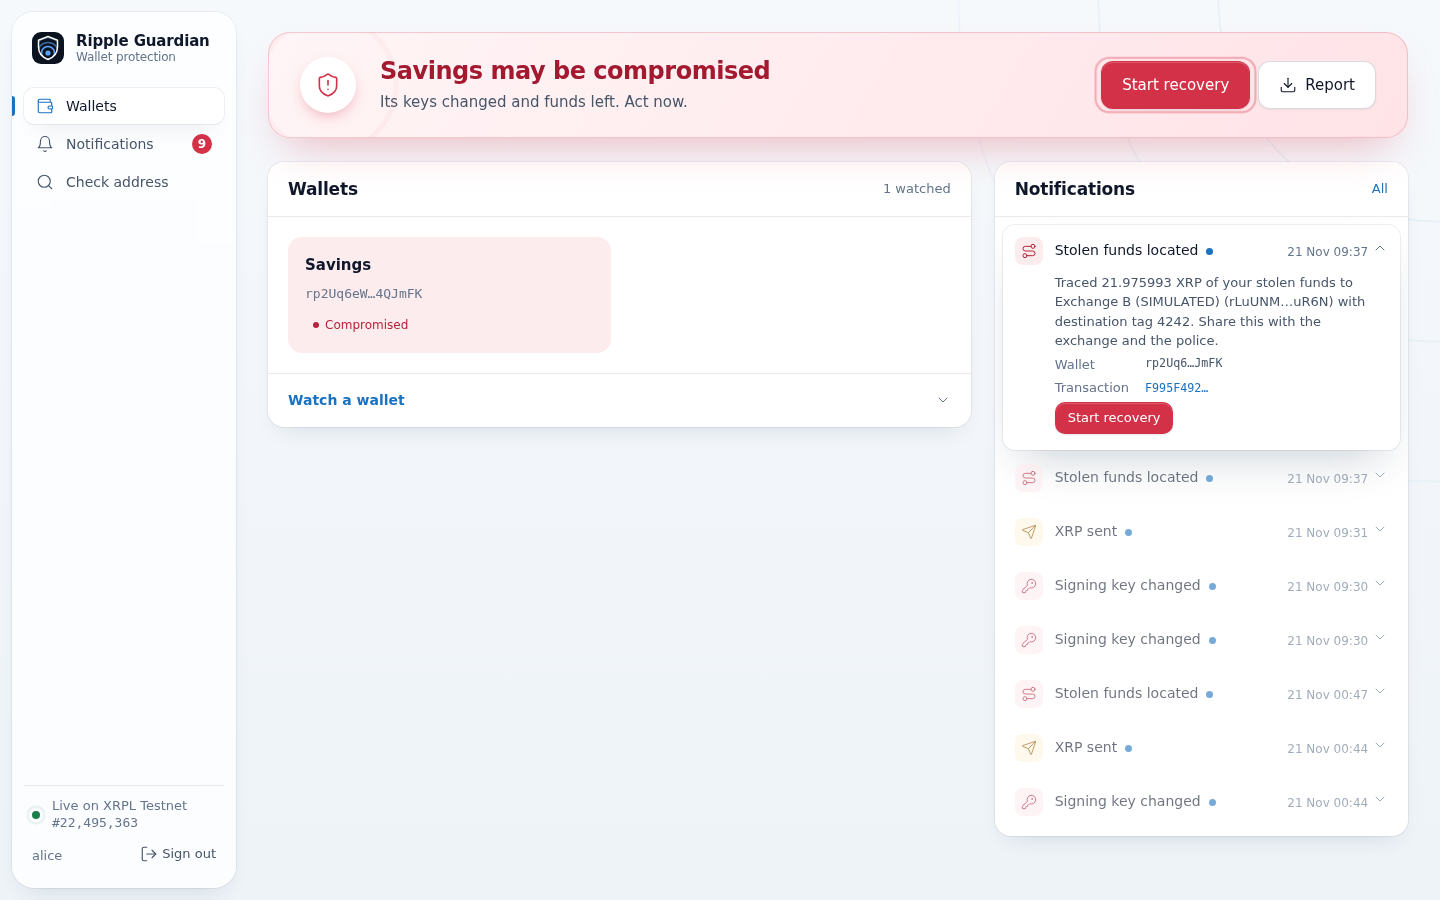 Ripple Guardian
Wallet protection
Wallets
Notifications 9
Check address
Live on XRPL Testnet
#22,495,363
alice
Sign out
Savings may be compromised
Its keys changed and funds left. Act now.
Start recovery
Report
Wallets
1 watched
Savings
rp2Uq6eW…4QJmFK
Compromised
Watch a wallet
Notifications
All
Stolen funds located 21 Nov 09:37
Traced 21.975993 XRP of your stolen funds to
Exchange B (SIMULATED) (rLuUNM…uR6N) with
destination tag 4242. Share this with the
exchange and the police.
Wallet rp2Uq6…JmFK
Transaction F995F492…
Start recovery
Stolen funds located 21 Nov 09:37
XRP sent 21 Nov 09:31
Signing key changed 21 Nov 09:30
Signing key changed 21 Nov 09:30
Stolen funds located 21 Nov 00:47
XRP sent 21 Nov 00:44
Signing key changed 21 Nov 00:44